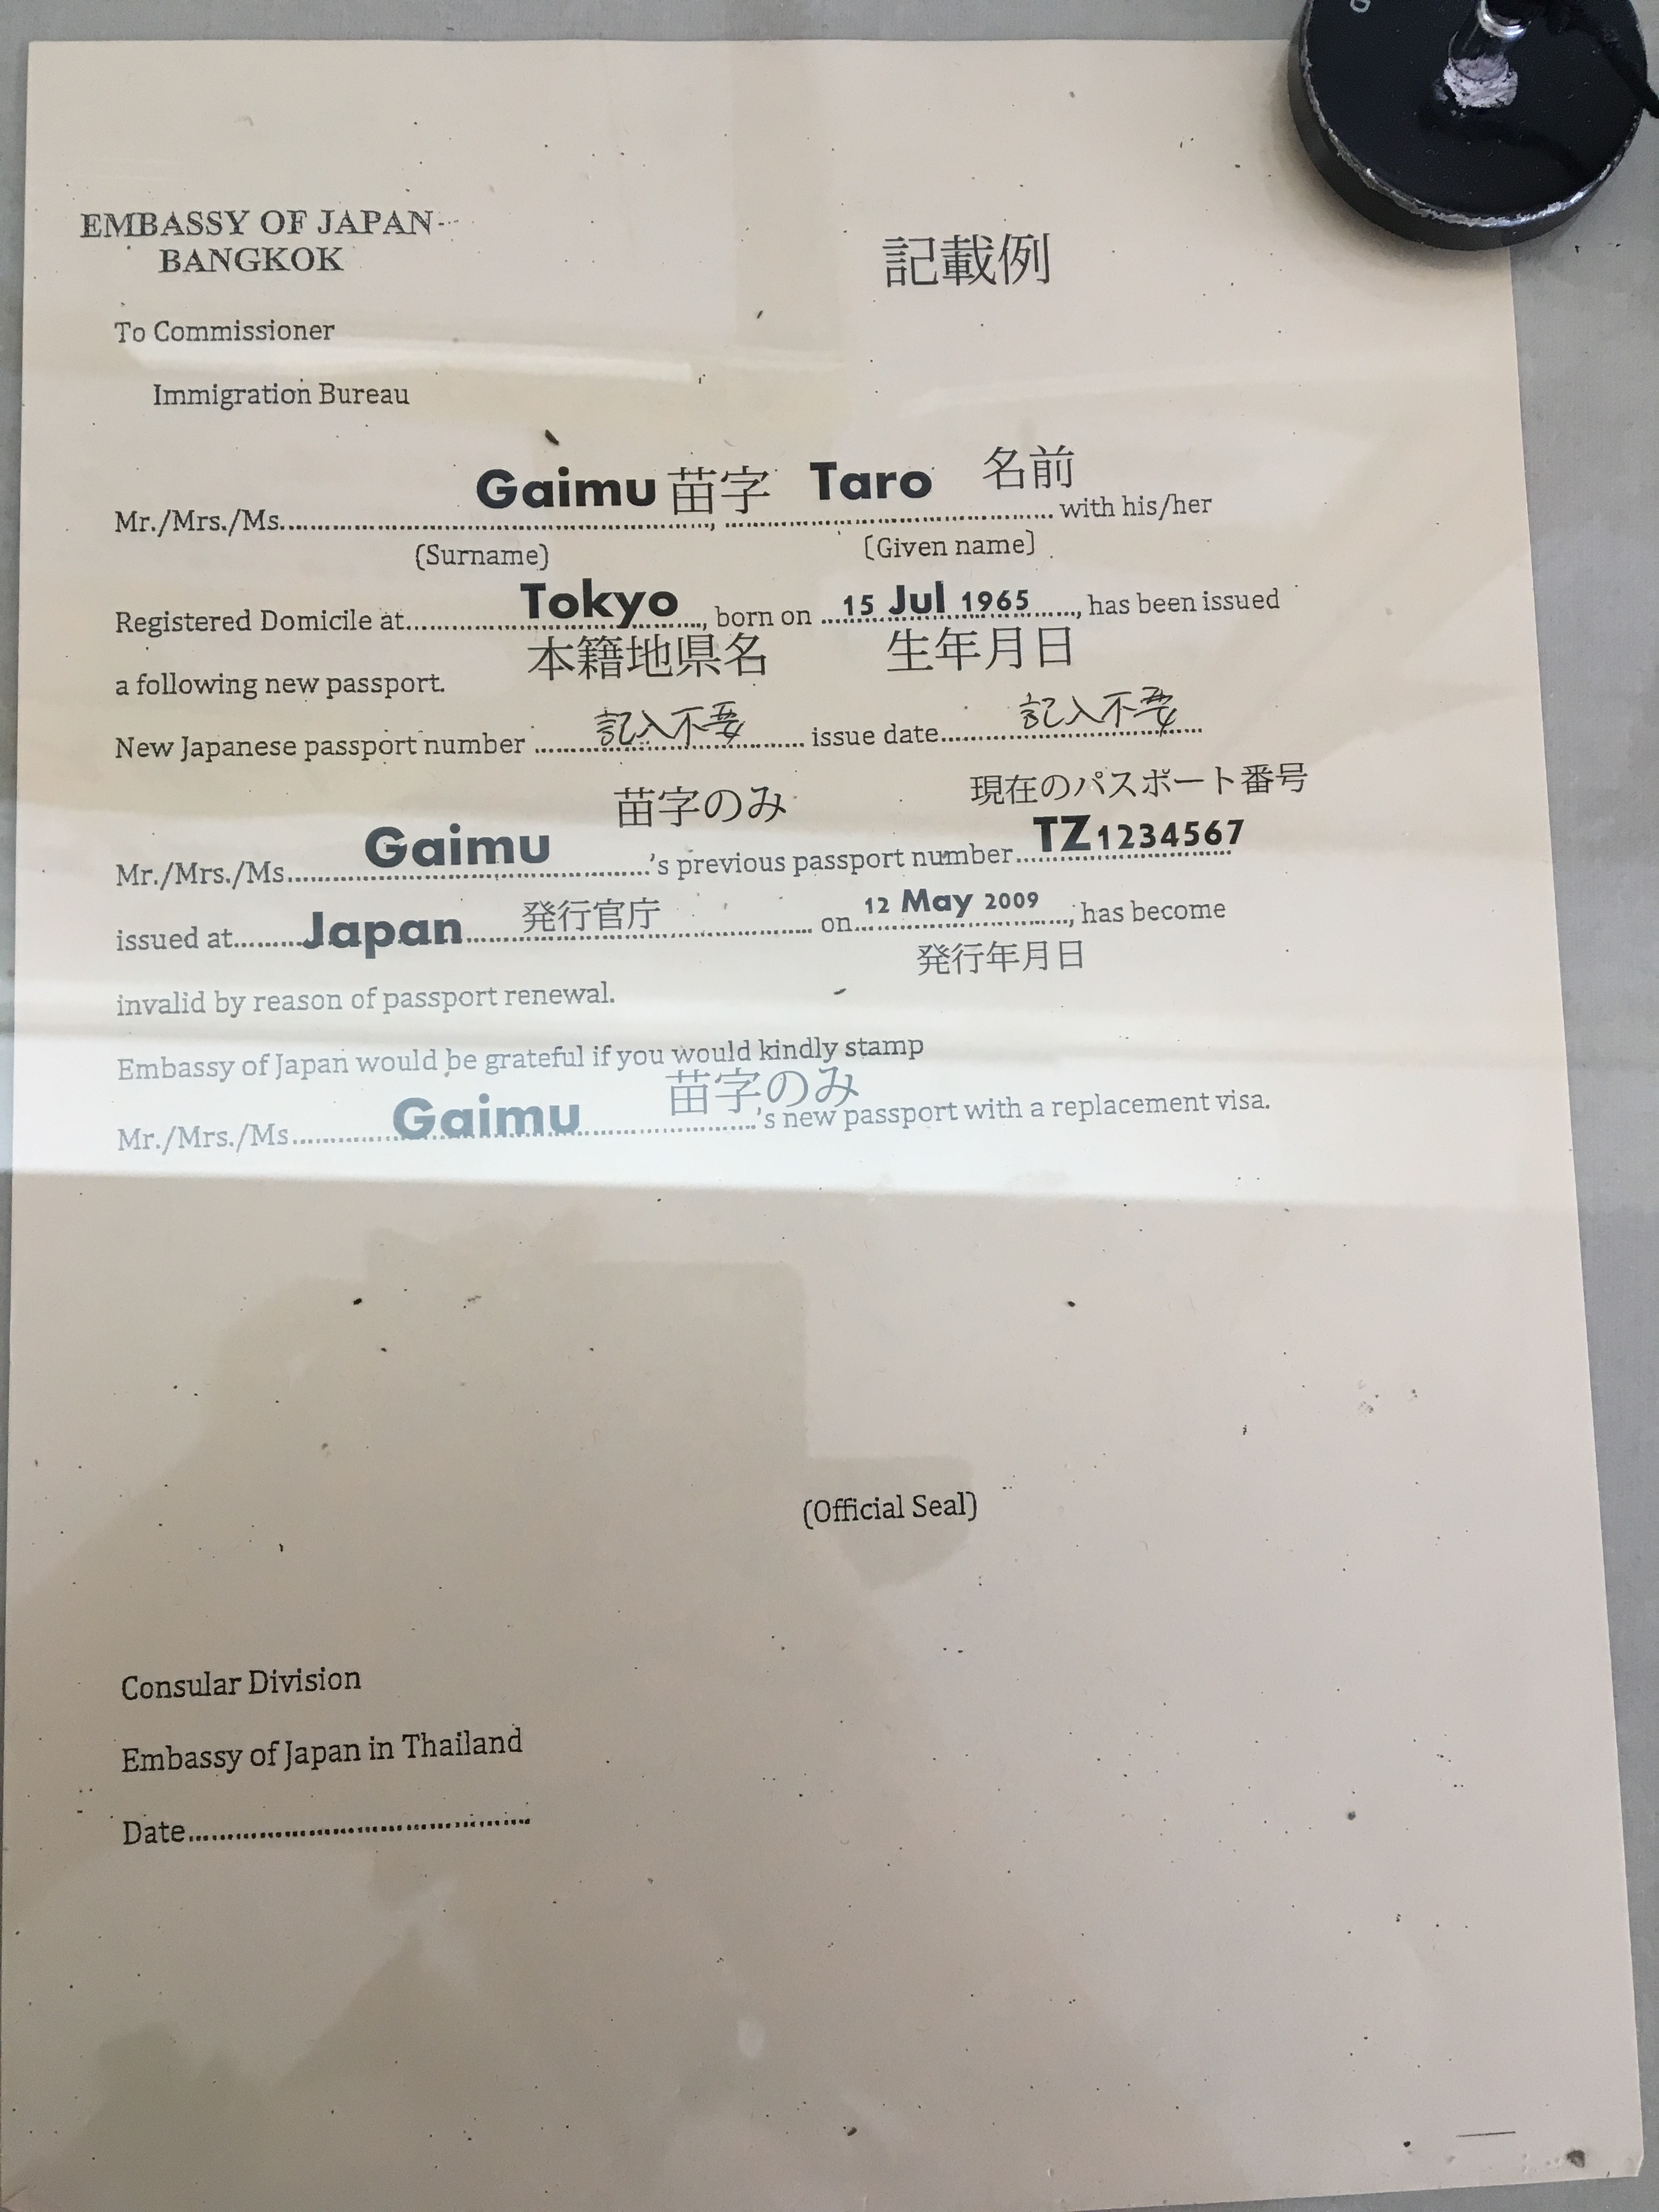 EMBASSY OF JAPAN
BANGKOK
記載例
To Commissioner
Immigration Bureau
Mr./Mrs./Ms. Gaimu 苗字, Taro 名前 with his/her
(Surname) (Given name)
Registered Domicile at Tokyo, born on 15 Jul 1965, has been issued
本籍地県名 生年月日
a following new passport.
New Japanese passport number 記入不要 issue date 記入不要
苗字のみ 現在のパスポート番号
Mr./Mrs./Ms. Gaimu 's previous passport number TZ1234567
issued at Japan 発行官庁 on 12 May 2009, has become
発行年月日
invalid by reason of passport renewal.
Embassy of Japan would be grateful if you would kindly stamp
苗字のみ
Mr./Mrs./Ms. Gaimu 's new passport with a replacement visa.
(Official Seal)
Consular Division
Embassy of Japan in Thailand
Date